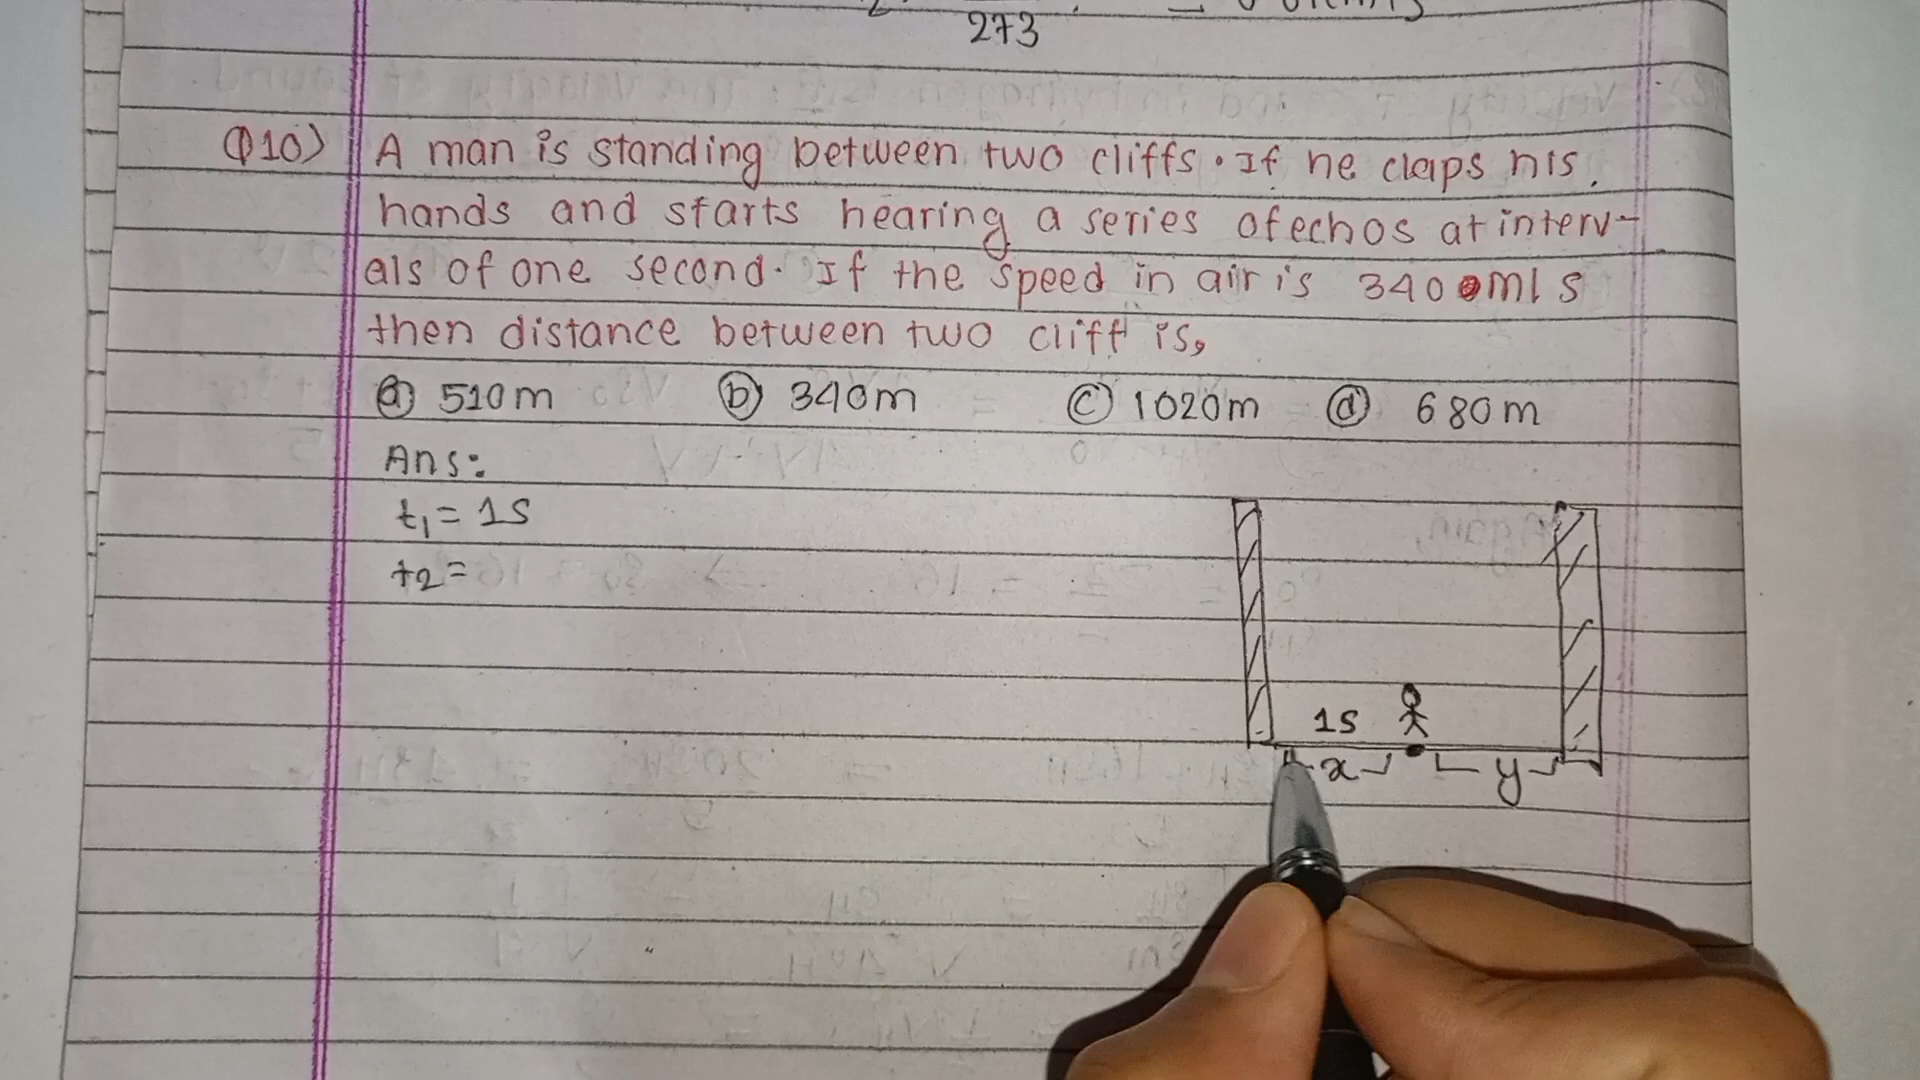 273
Q10) A man is standing between two cliffs. If he claps his
hands and starts hearing a series of echos at interv-
als of one second. If the speed in air is 340 m/s
then distance between two cliff is,
(a) 510m (b) 340m (c) 1020m (d) 680m
Ans:
t₁ = 1s
t2 =
1s
x y